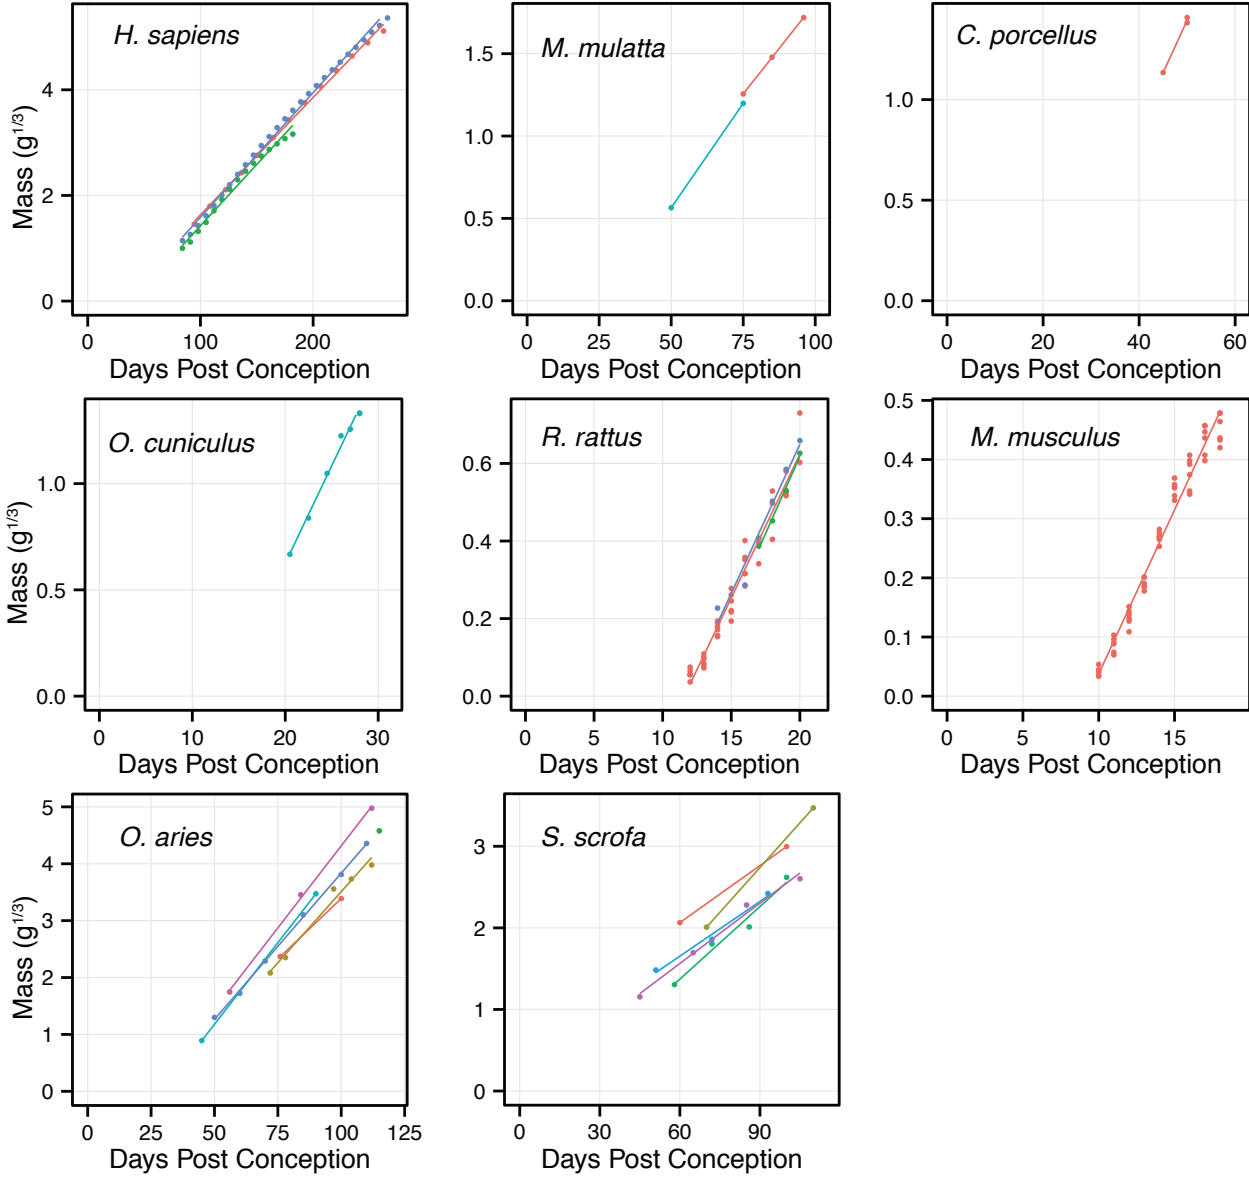 H. sapiens
Mass (g1/3)
4
2
0
0 100 200
Days Post Conception
M. mulatta
1.5
1.0
0.5
0.0
0 25 50 75 100
Days Post Conception
C. porcellus
1.0
0.5
0.0
0 20 40 60
Days Post Conception
O. cuniculus
Mass (g1/3)
1.0
0.5
0.0
0 10 20 30
Days Post Conception
R. rattus
0.6
0.4
0.2
0.0
0 5 10 15 20
Days Post Conception
M. musculus
0.5
0.4
0.3
0.2
0.1
0.0
0 5 10 15
Days Post Conception
O. aries
Mass (g1/3)
5
4
3
2
1
0
0 25 50 75 100 125
Days Post Conception
S. scrofa
3
2
1
0
0 30 60 90
Days Post Conception